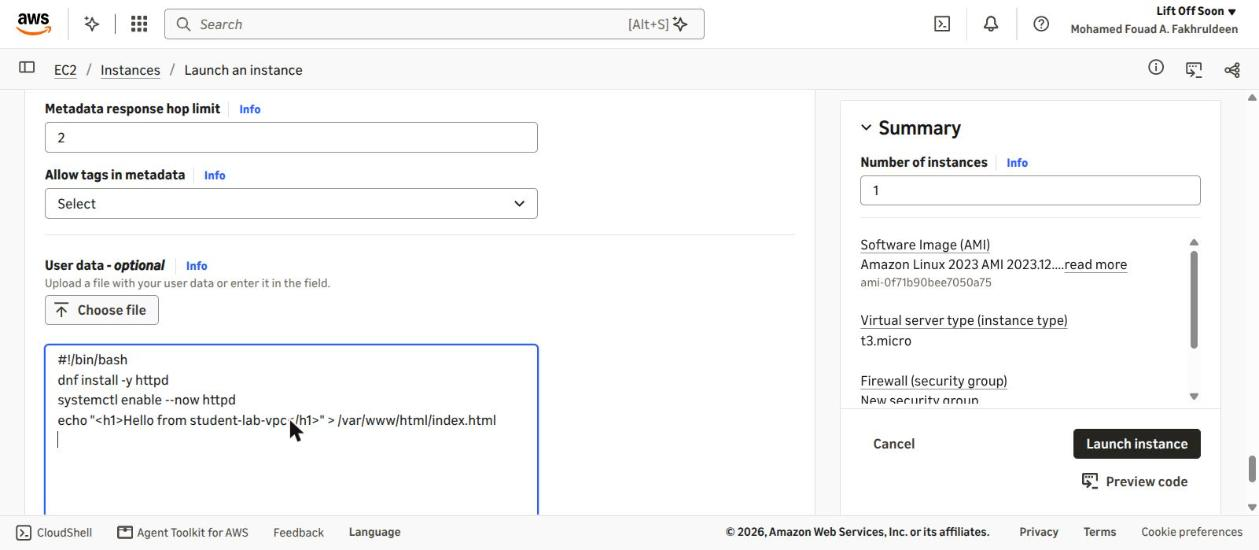 aws
Search
[Alt+S]
Lift Off Soon
Mohamed Fouad A. Fakhruldeen
EC2 / Instances / Launch an instance
Metadata response hop limit Info
2
Allow tags in metadata Info
Select
User data - optional Info
Upload a file with your user data or enter it in the field.
Choose file
#!/bin/bash
dnf install -y httpd
systemctl enable --now httpd
echo "<h1>Hello from student-lab-vpc</h1>" > /var/www/html/index.html
Summary
Number of instances Info
1
Software Image (AMI)
Amazon Linux 2023 AMI 2023.12....read more
ami-0f71b90bee7050a75
Virtual server type (instance type)
t3.micro
Firewall (security group)
New security group
Cancel
Launch instance
Preview code
CloudShell Agent Toolkit for AWS Feedback Language © 2026, Amazon Web Services, Inc. or its affiliates. Privacy Terms Cookie preferences